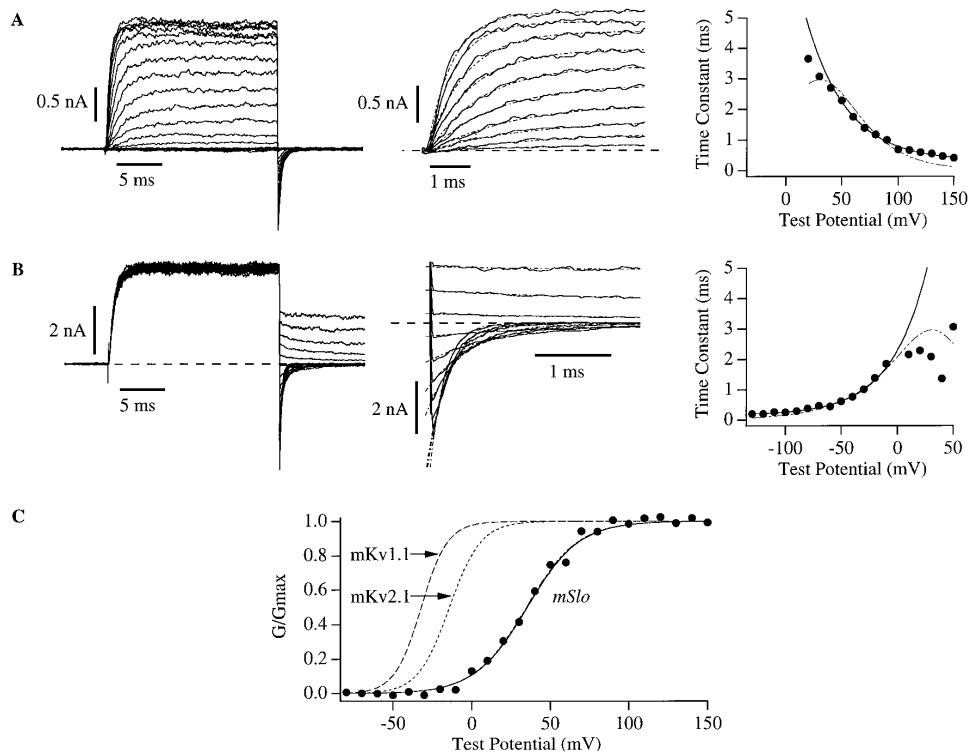 A
0.5 nA
5 ms
0.5 nA
1 ms
Time Constant (ms)
5
4
3
2
1
0
0 50 100 150
Test Potential (mV)
B
2 nA
5 ms
2 nA
1 ms
Time Constant (ms)
5
4
3
2
1
0
-100 -50 0 50
Test Potential (mV)
C
G/Gmax
1.0
0.8
0.6
0.4
0.2
0.0
mKv1.1
mKv2.1
mSlo
-50 0 50 100 150
Test Potential (mV)